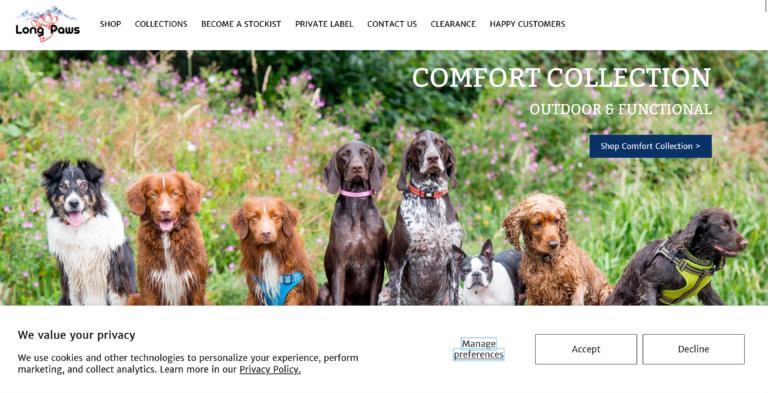 Long Paws
SHOP COLLECTIONS BECOME A STOCKIST PRIVATE LABEL CONTACT US CLEARANCE HAPPY CUSTOMERS
COMFORT COLLECTION
OUTDOOR & FUNCTIONAL
Shop Comfort Collection >
We value your privacy
We use cookies and other technologies to personalize your experience, perform
marketing, and collect analytics. Learn more in our Privacy Policy.
Manage
preferences
Accept
Decline